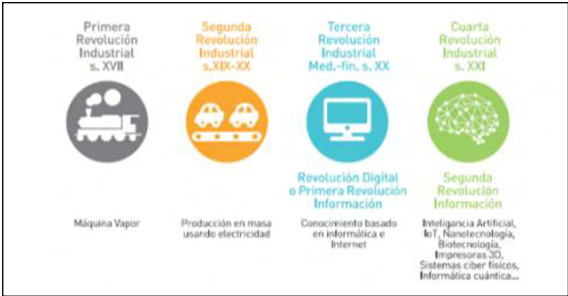 Primera
Revolución
Industrial
s. XVII
Segunda
Revolución
Industrial
s.XIX-XX
Tercera
Revolución
Industrial
Med.-fin. s. XX
Cuarta
Revolución
Industrial
s. XXI
Revolución Digital
o Primera Revolución
Información
Segunda
Revolución
Información
Máquina Vapor
Producción en masa
usando electricidad
Conocimiento basado
en informática e
Internet
Inteligancia Artificial,
IoT, Nanotecnología,
Biotecnología,
Impresoras 3D,
Sistemas ciber físicos,
Informática cuántica...